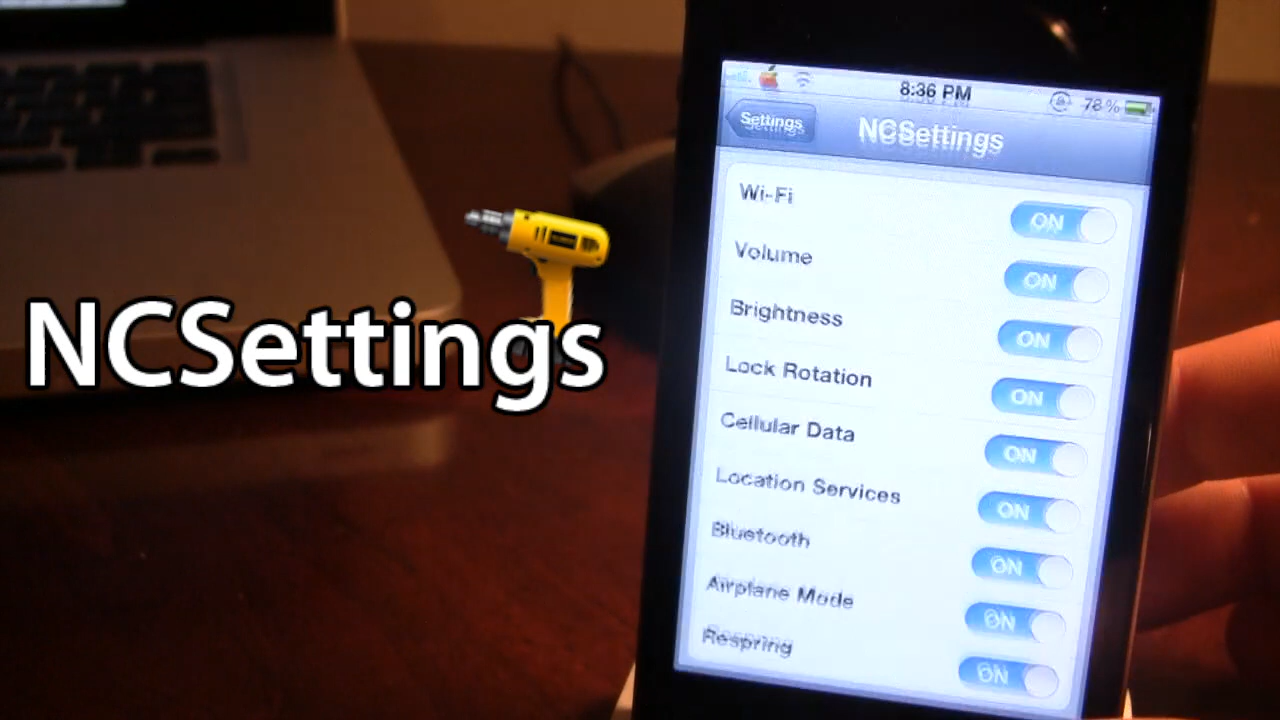 8:36 PM 78%
Settings NCSettings
Wi-Fi ON
Volume ON
Brightness ON
Lock Rotation ON
Cellular Data ON
Location Services ON
Bluetooth ON
Airplane Mode ON
Respring ON
NCSettings